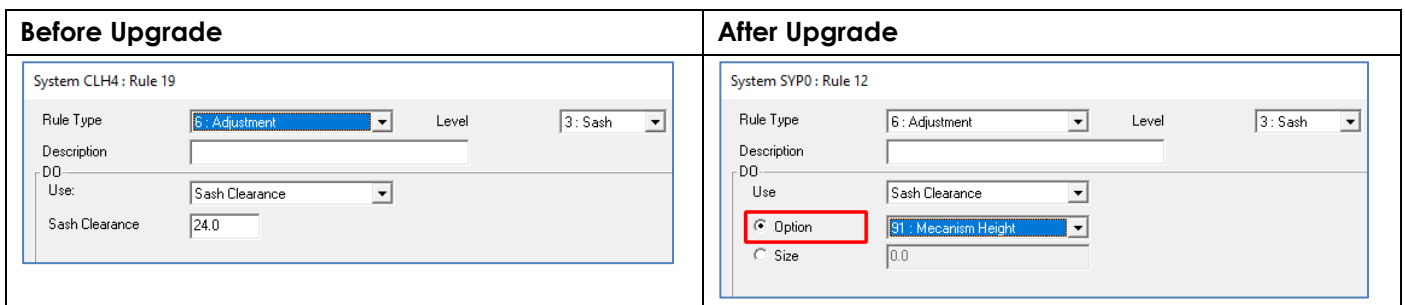 Before Upgrade
System CLH4 : Rule 19
Rule Type 6 : Adjustment Level 3 : Sash
Description
DO
Use: Sash Clearance
Sash Clearance 24.0
After Upgrade
System SYP0 : Rule 12
Rule Type 6 : Adjustment Level 3 : Sash
Description
DO
Use Sash Clearance
Option 91 : Mecanism Height
Size 0.0